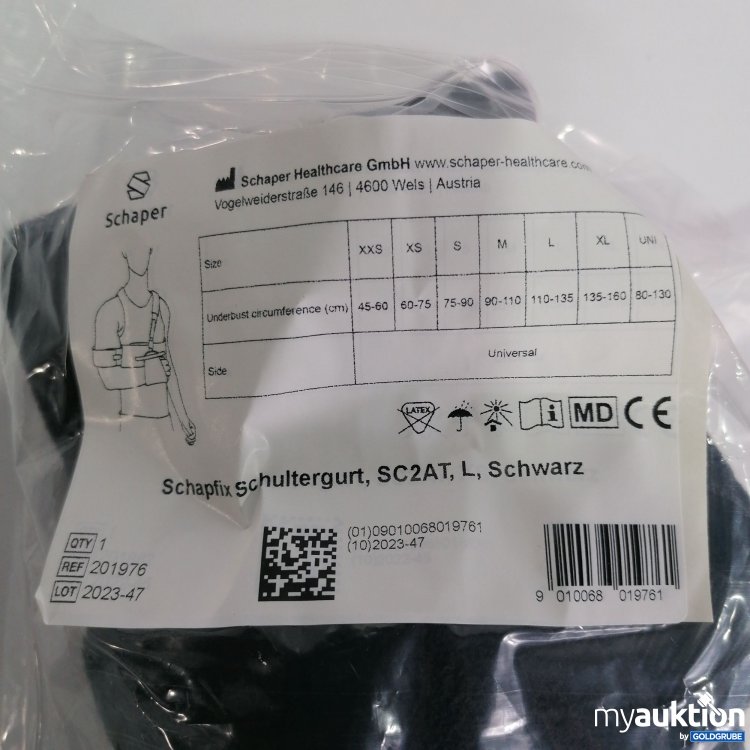 Schaper
Schaper Healthcare GmbH www.schaper-healthcare.com
Vogelweiderstraße 146 | 4600 Wels | Austria
Size XXS XS S M L XL UNI
Underbust circumference (cm) 45-60 60-75 75-90 90-110 110-135 135-160 80-130
Side Universal
LATEX MD CE
Schapfix Schultergurt, SC2AT, L, Schwarz
QTY 1
REF 201976
LOT 2023-47
(01)09010068019761
(10)2023-47
9 010068 019761
myauktion
by GOLDGRUBE